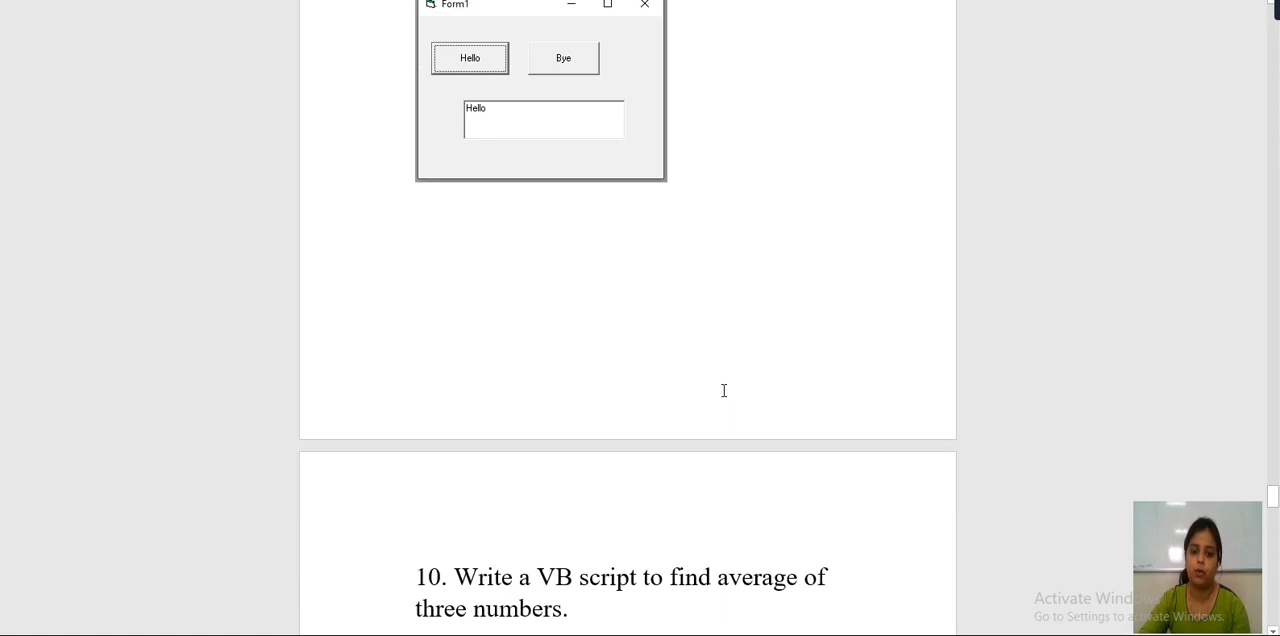 Form1
Hello
Bye
Hello
10. Write a VB script to find average of
three numbers.
Activate Windows
Go to Settings to activate Windows.